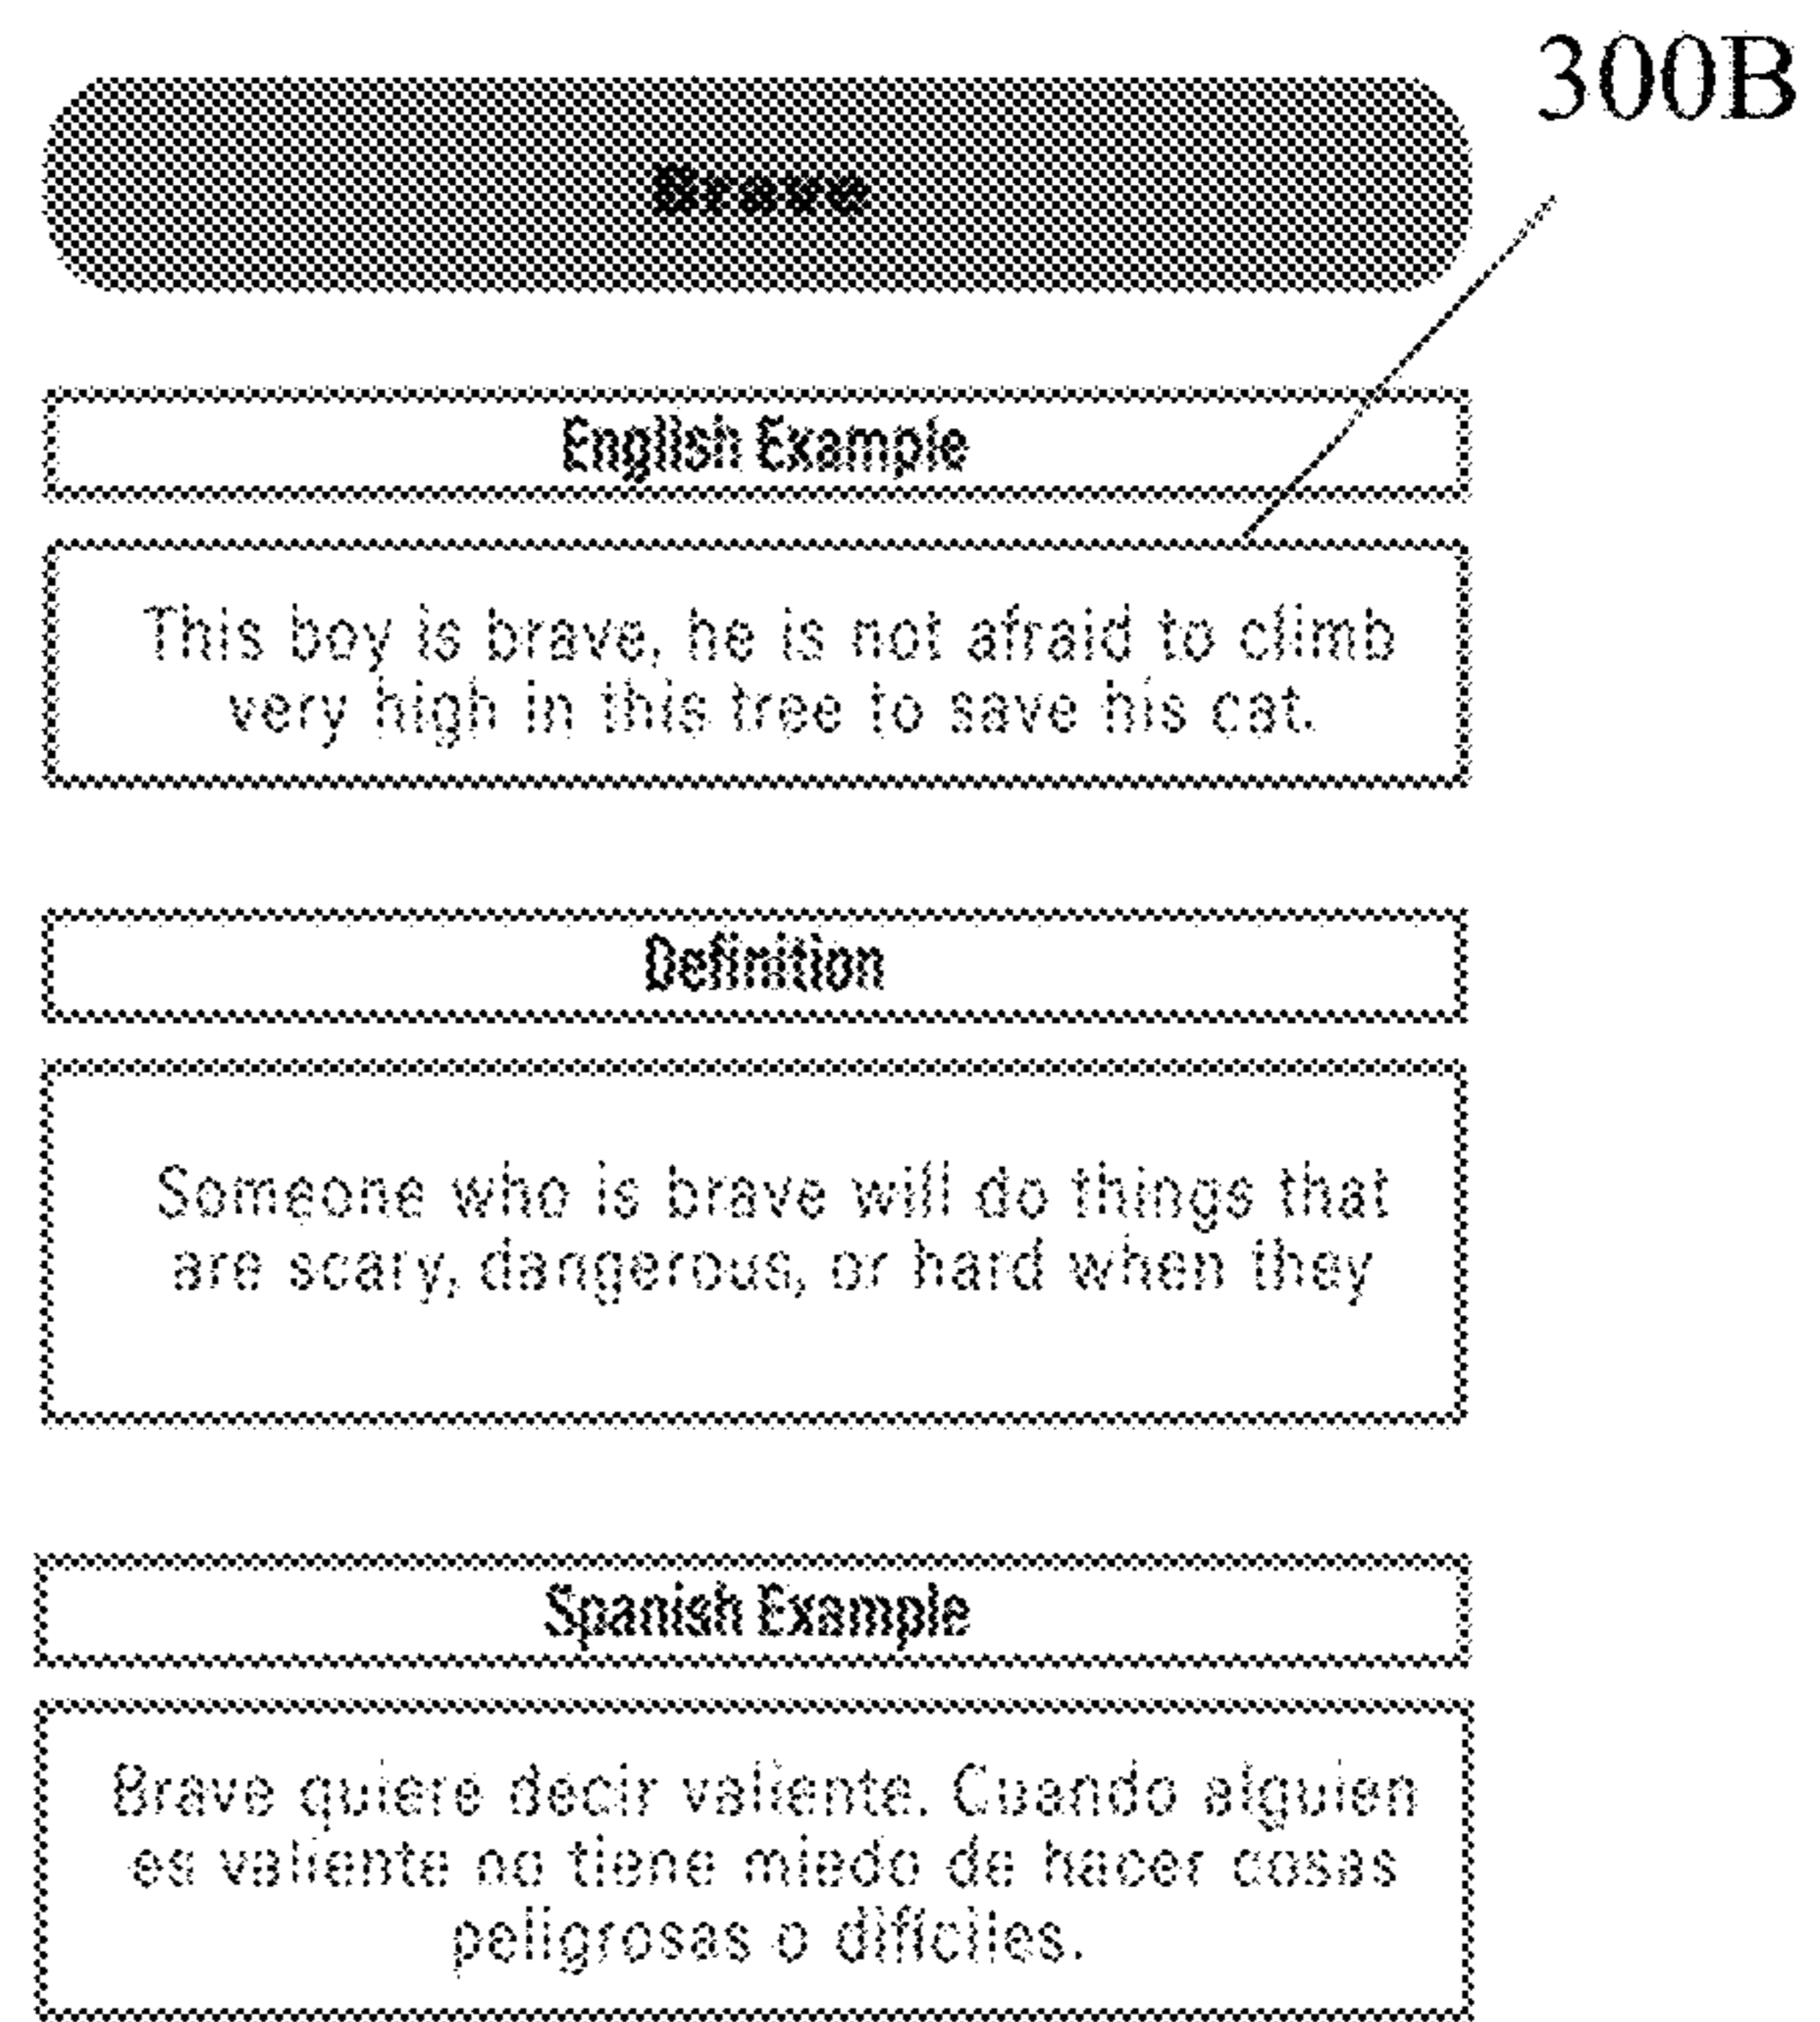 300B
Brave
English Example
This boy is brave, he is not afraid to climb
very high in this tree to save his cat.
Definition
Someone who is brave will do things that
are scary, dangerous, or hard when they
Spanish Example
Brave quiere decir valiente. Cuando alguien
es valiente no tiene miedo de hacer cosas
peligrosas o difíciles.